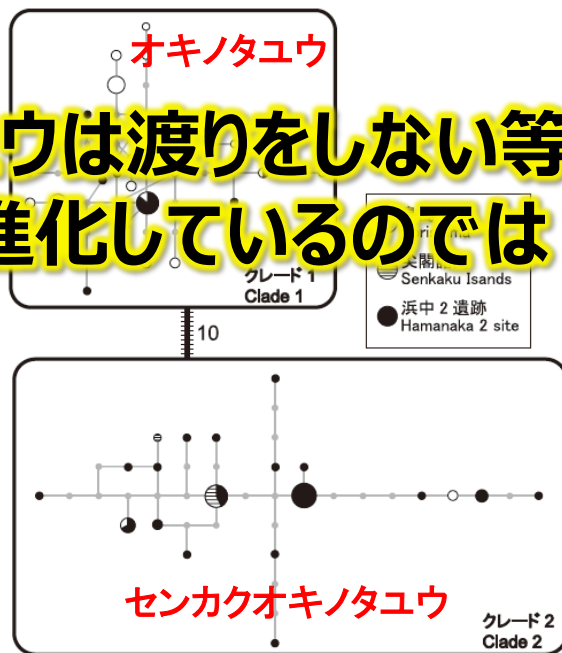 オキノタユウ
ウは渡りをしない等
進化しているのでは
クレード 1
Clade 1
Senkaku Isands
浜中 2 遺跡
Hamanaka 2 site
10
センカクオキノタユウ
クレード 2
Clade 2